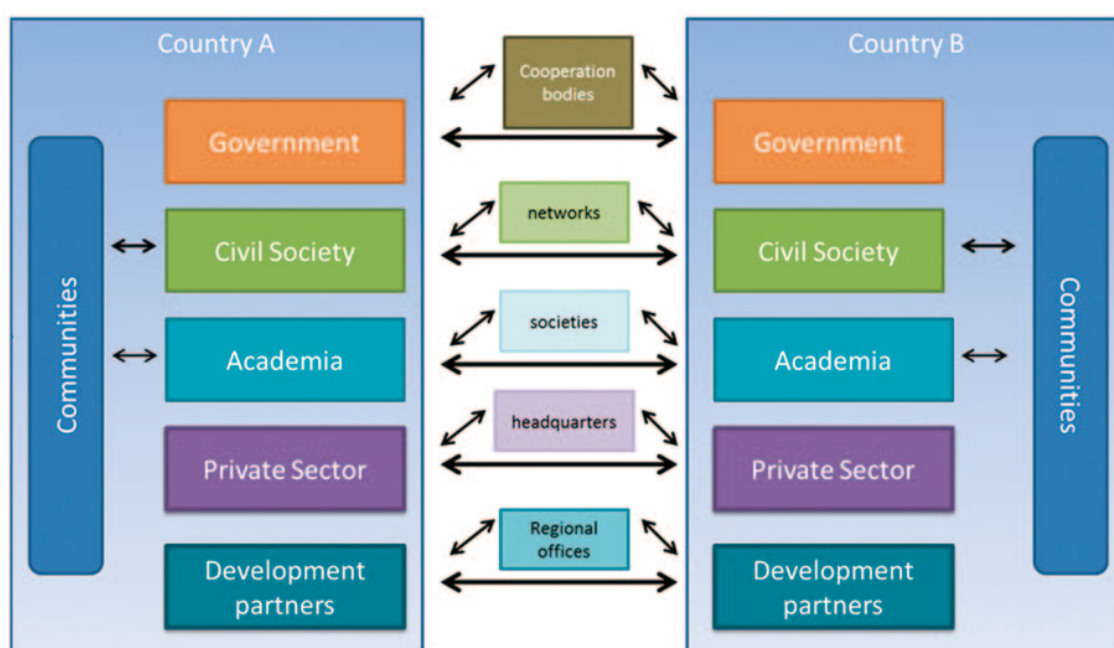 Country A
Communities
Government
Civil Society
Academia
Private Sector
Development
partners
Cooperation
bodies
networks
societies
headquarters
Regional
offices
Country B
Government
Civil Society
Academia
Private Sector
Development
partners
Communities